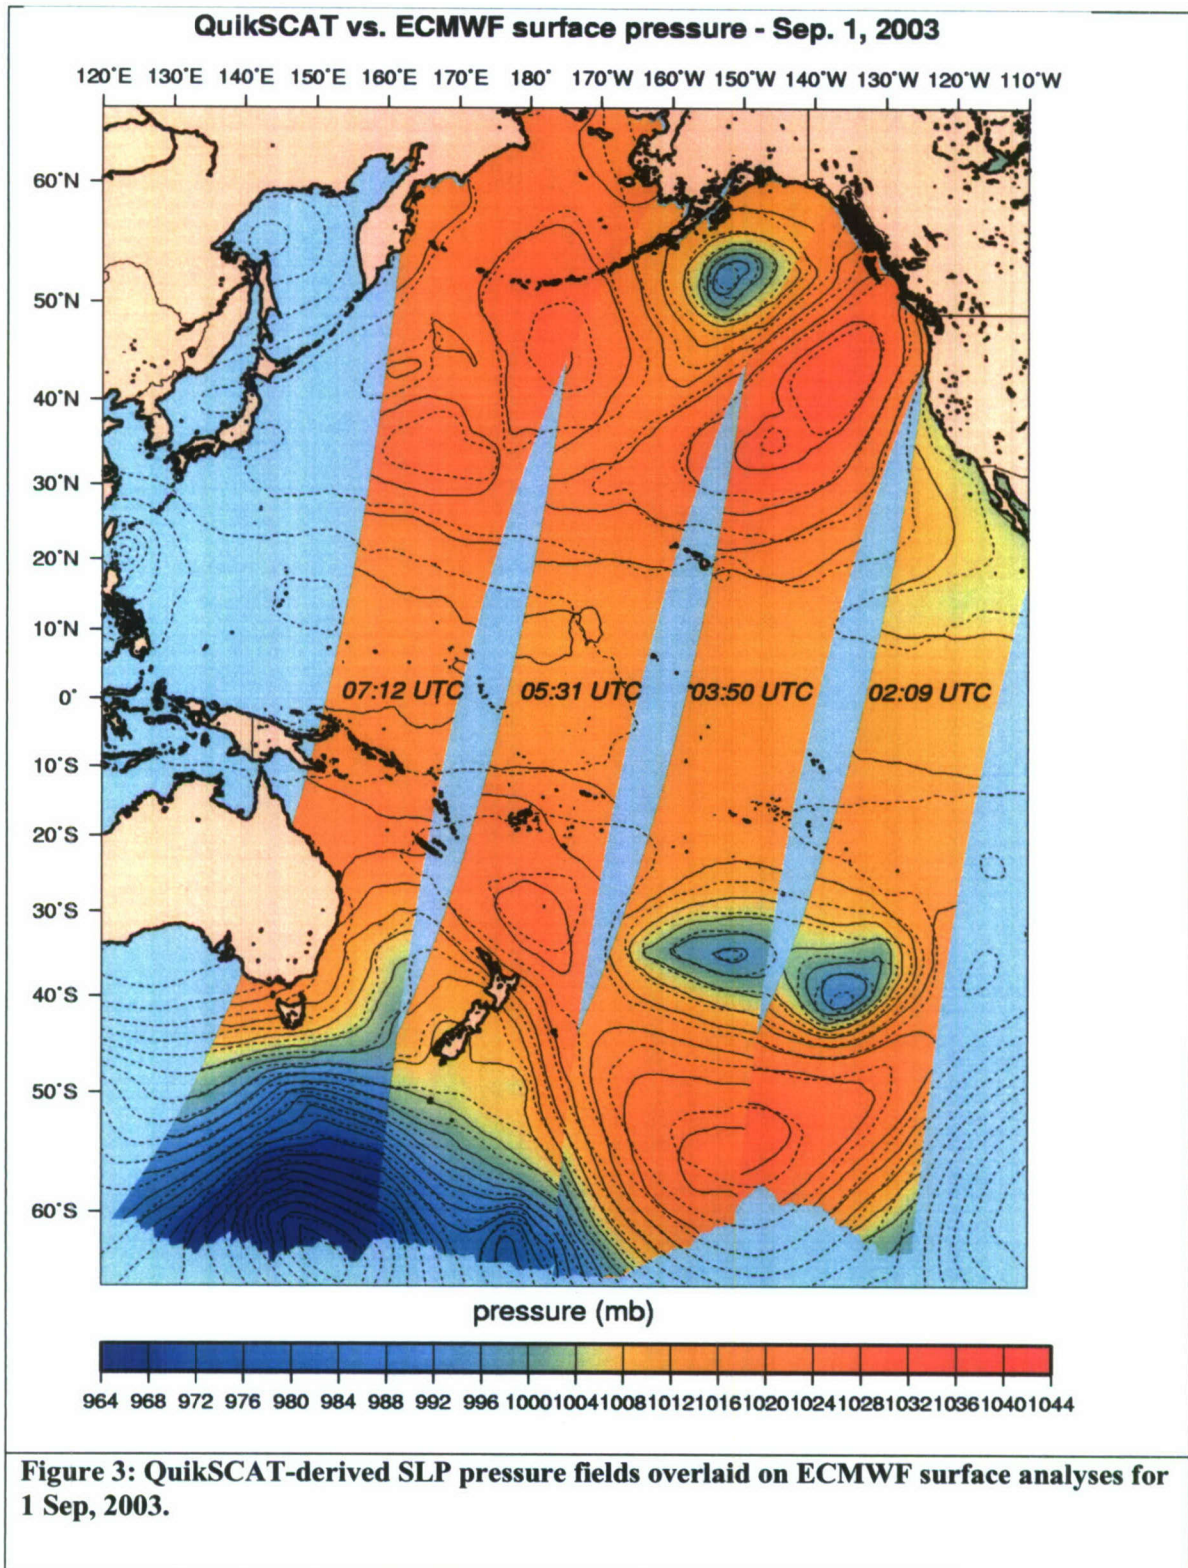 QuikSCAT vs. ECMWF surface pressure - Sep. 1, 2003
120°E 130°E 140°E 150°E 160°E 170°E 180° 170°W 160°W 150°W 140°W 130°W 120°W 110°W
60°N
50°N
40°N
30°N
20°N
10°N
0°
07:12 UTC 05:31 UTC 03:50 UTC 02:09 UTC
10°S
20°S
30°S
40°S
50°S
60°S
pressure (mb)
964 968 972 976 980 984 988 992 996 1000 1004 1008 1012 1016 1020 1024 1028 1032 1036 1040 1044
Figure 3: QuikSCAT-derived SLP pressure fields overlaid on ECMWF surface analyses for
1 Sep, 2003.